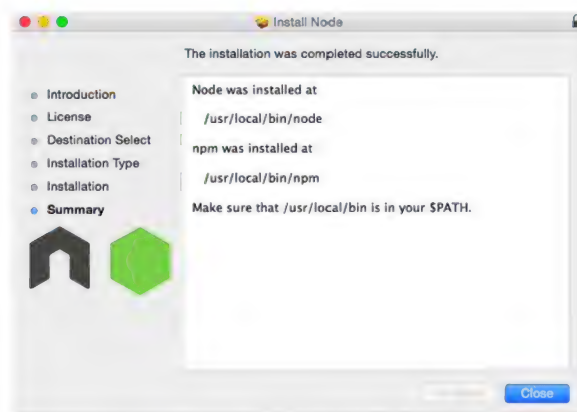 Install Node
The installation was completed successfully.
Introduction
License
Destination Select
Installation Type
Installation
Summary
Node was installed at
/usr/local/bin/node
npm was installed at
/usr/local/bin/npm
Make sure that /usr/local/bin is in your $PATH.
Close